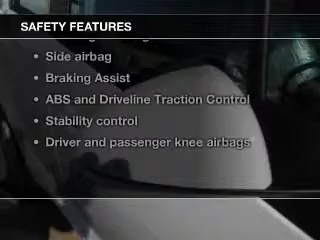 SAFETY FEATURES
• Side airbag
• Braking Assist
• ABS and Driveline Traction Control
• Stability control
• Driver and passenger knee airbags